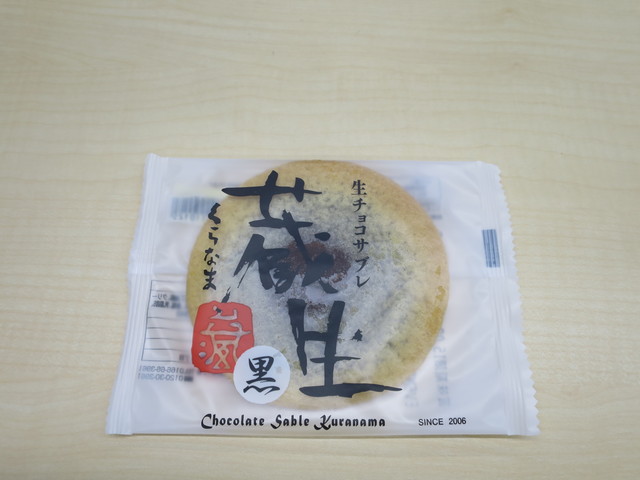 生チョコサブレ
蔵生
くらなま
黒
Chocolate Sable Kuranama
SINCE 2006